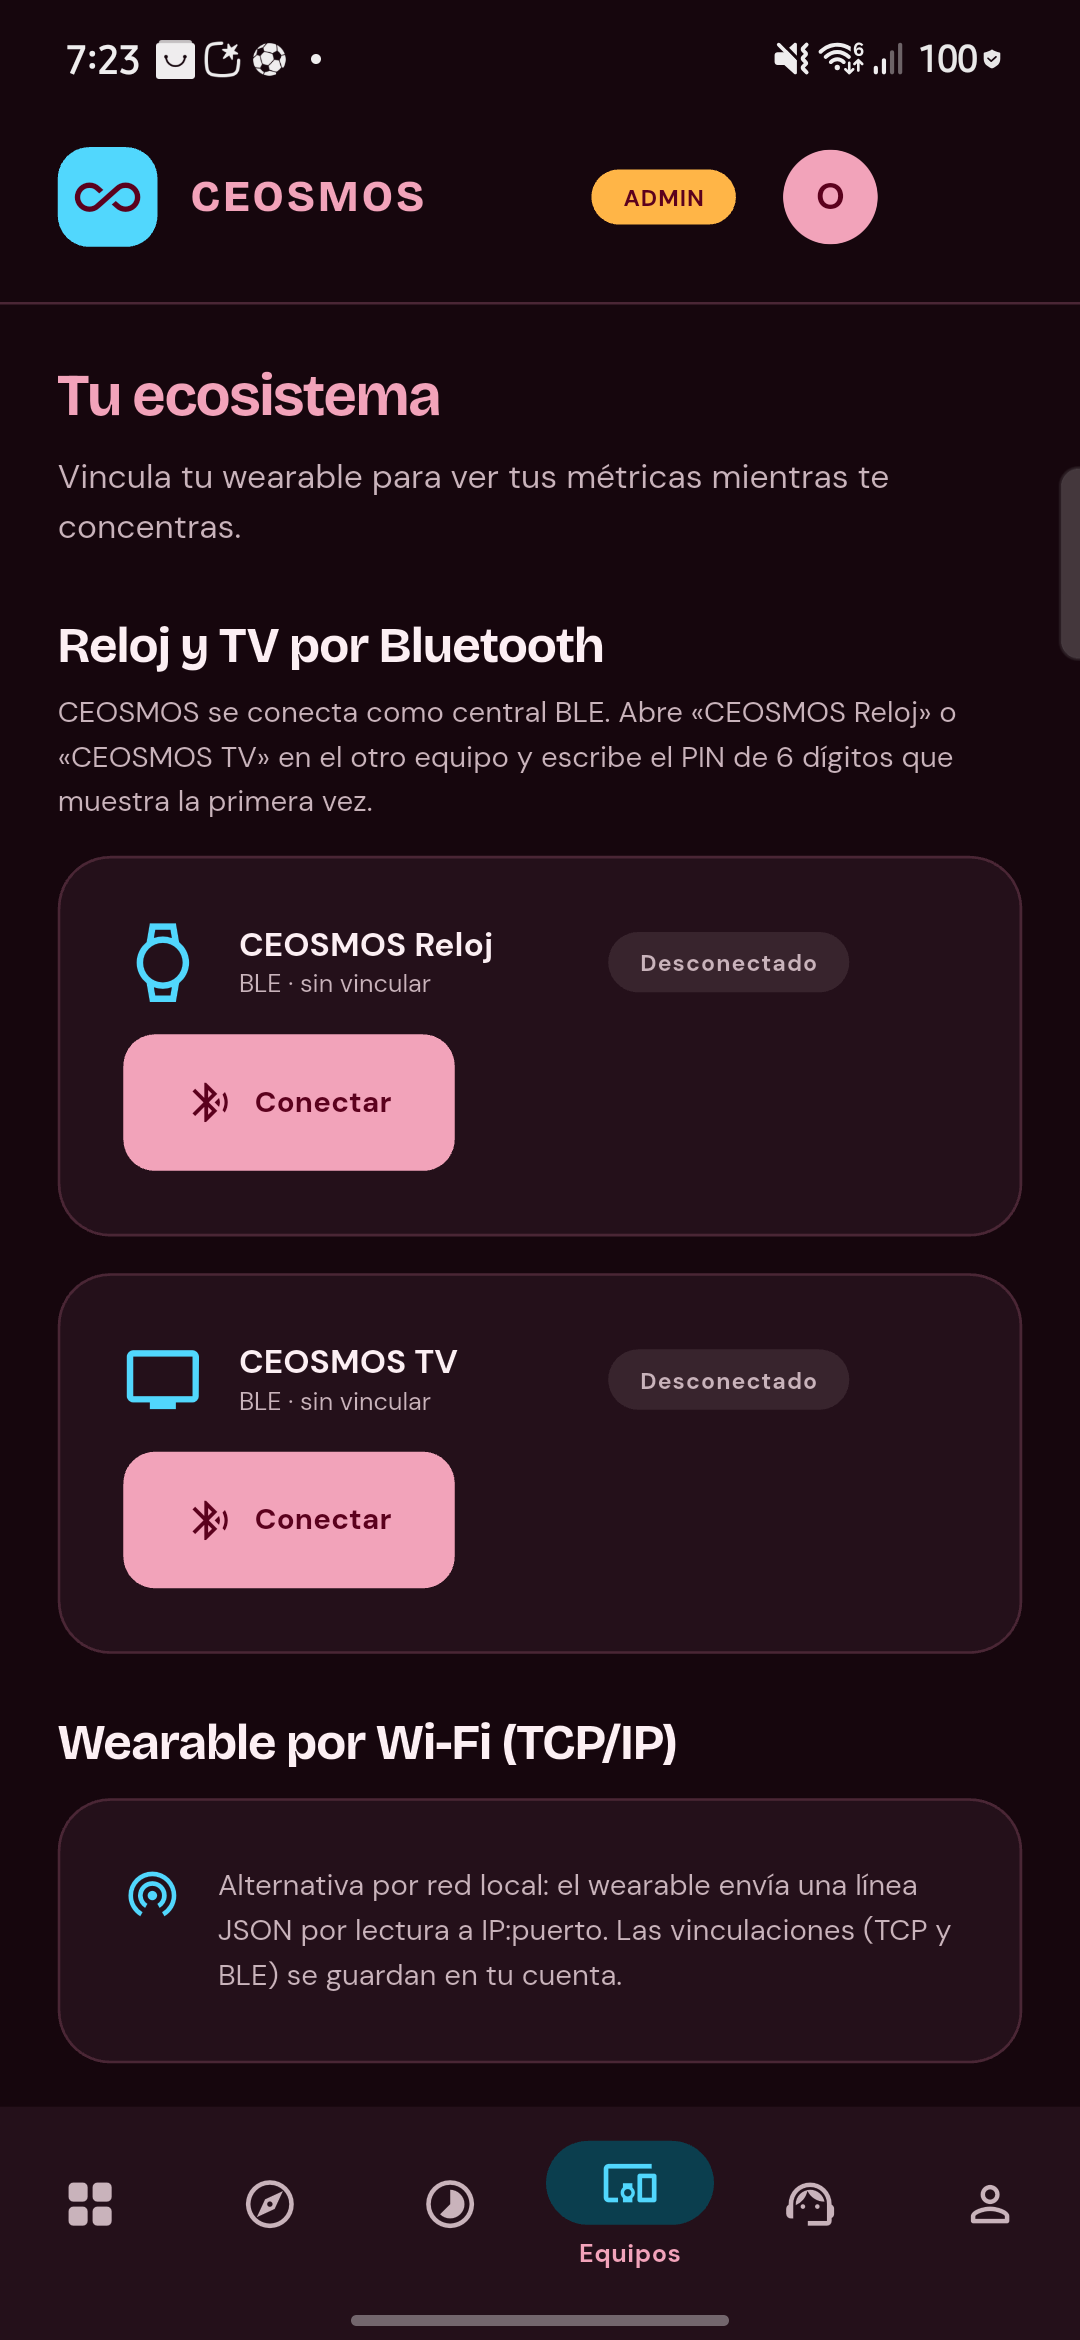 7:23
6
100
CEOSMOS
ADMIN
O
Tu ecosistema
Vincula tu wearable para ver tus métricas mientras te
concentras.
Reloj y TV por Bluetooth
CEOSMOS se conecta como central BLE. Abre «CEOSMOS Reloj» o
«CEOSMOS TV» en el otro equipo y escribe el PIN de 6 dígitos que
muestra la primera vez.
CEOSMOS Reloj
BLE · sin vincular
Desconectado
Conectar
CEOSMOS TV
BLE · sin vincular
Desconectado
Conectar
Wearable por Wi-Fi (TCP/IP)
Alternativa por red local: el wearable envía una línea
JSON por lectura a IP:puerto. Las vinculaciones (TCP y
BLE) se guardan en tu cuenta.
Equipos